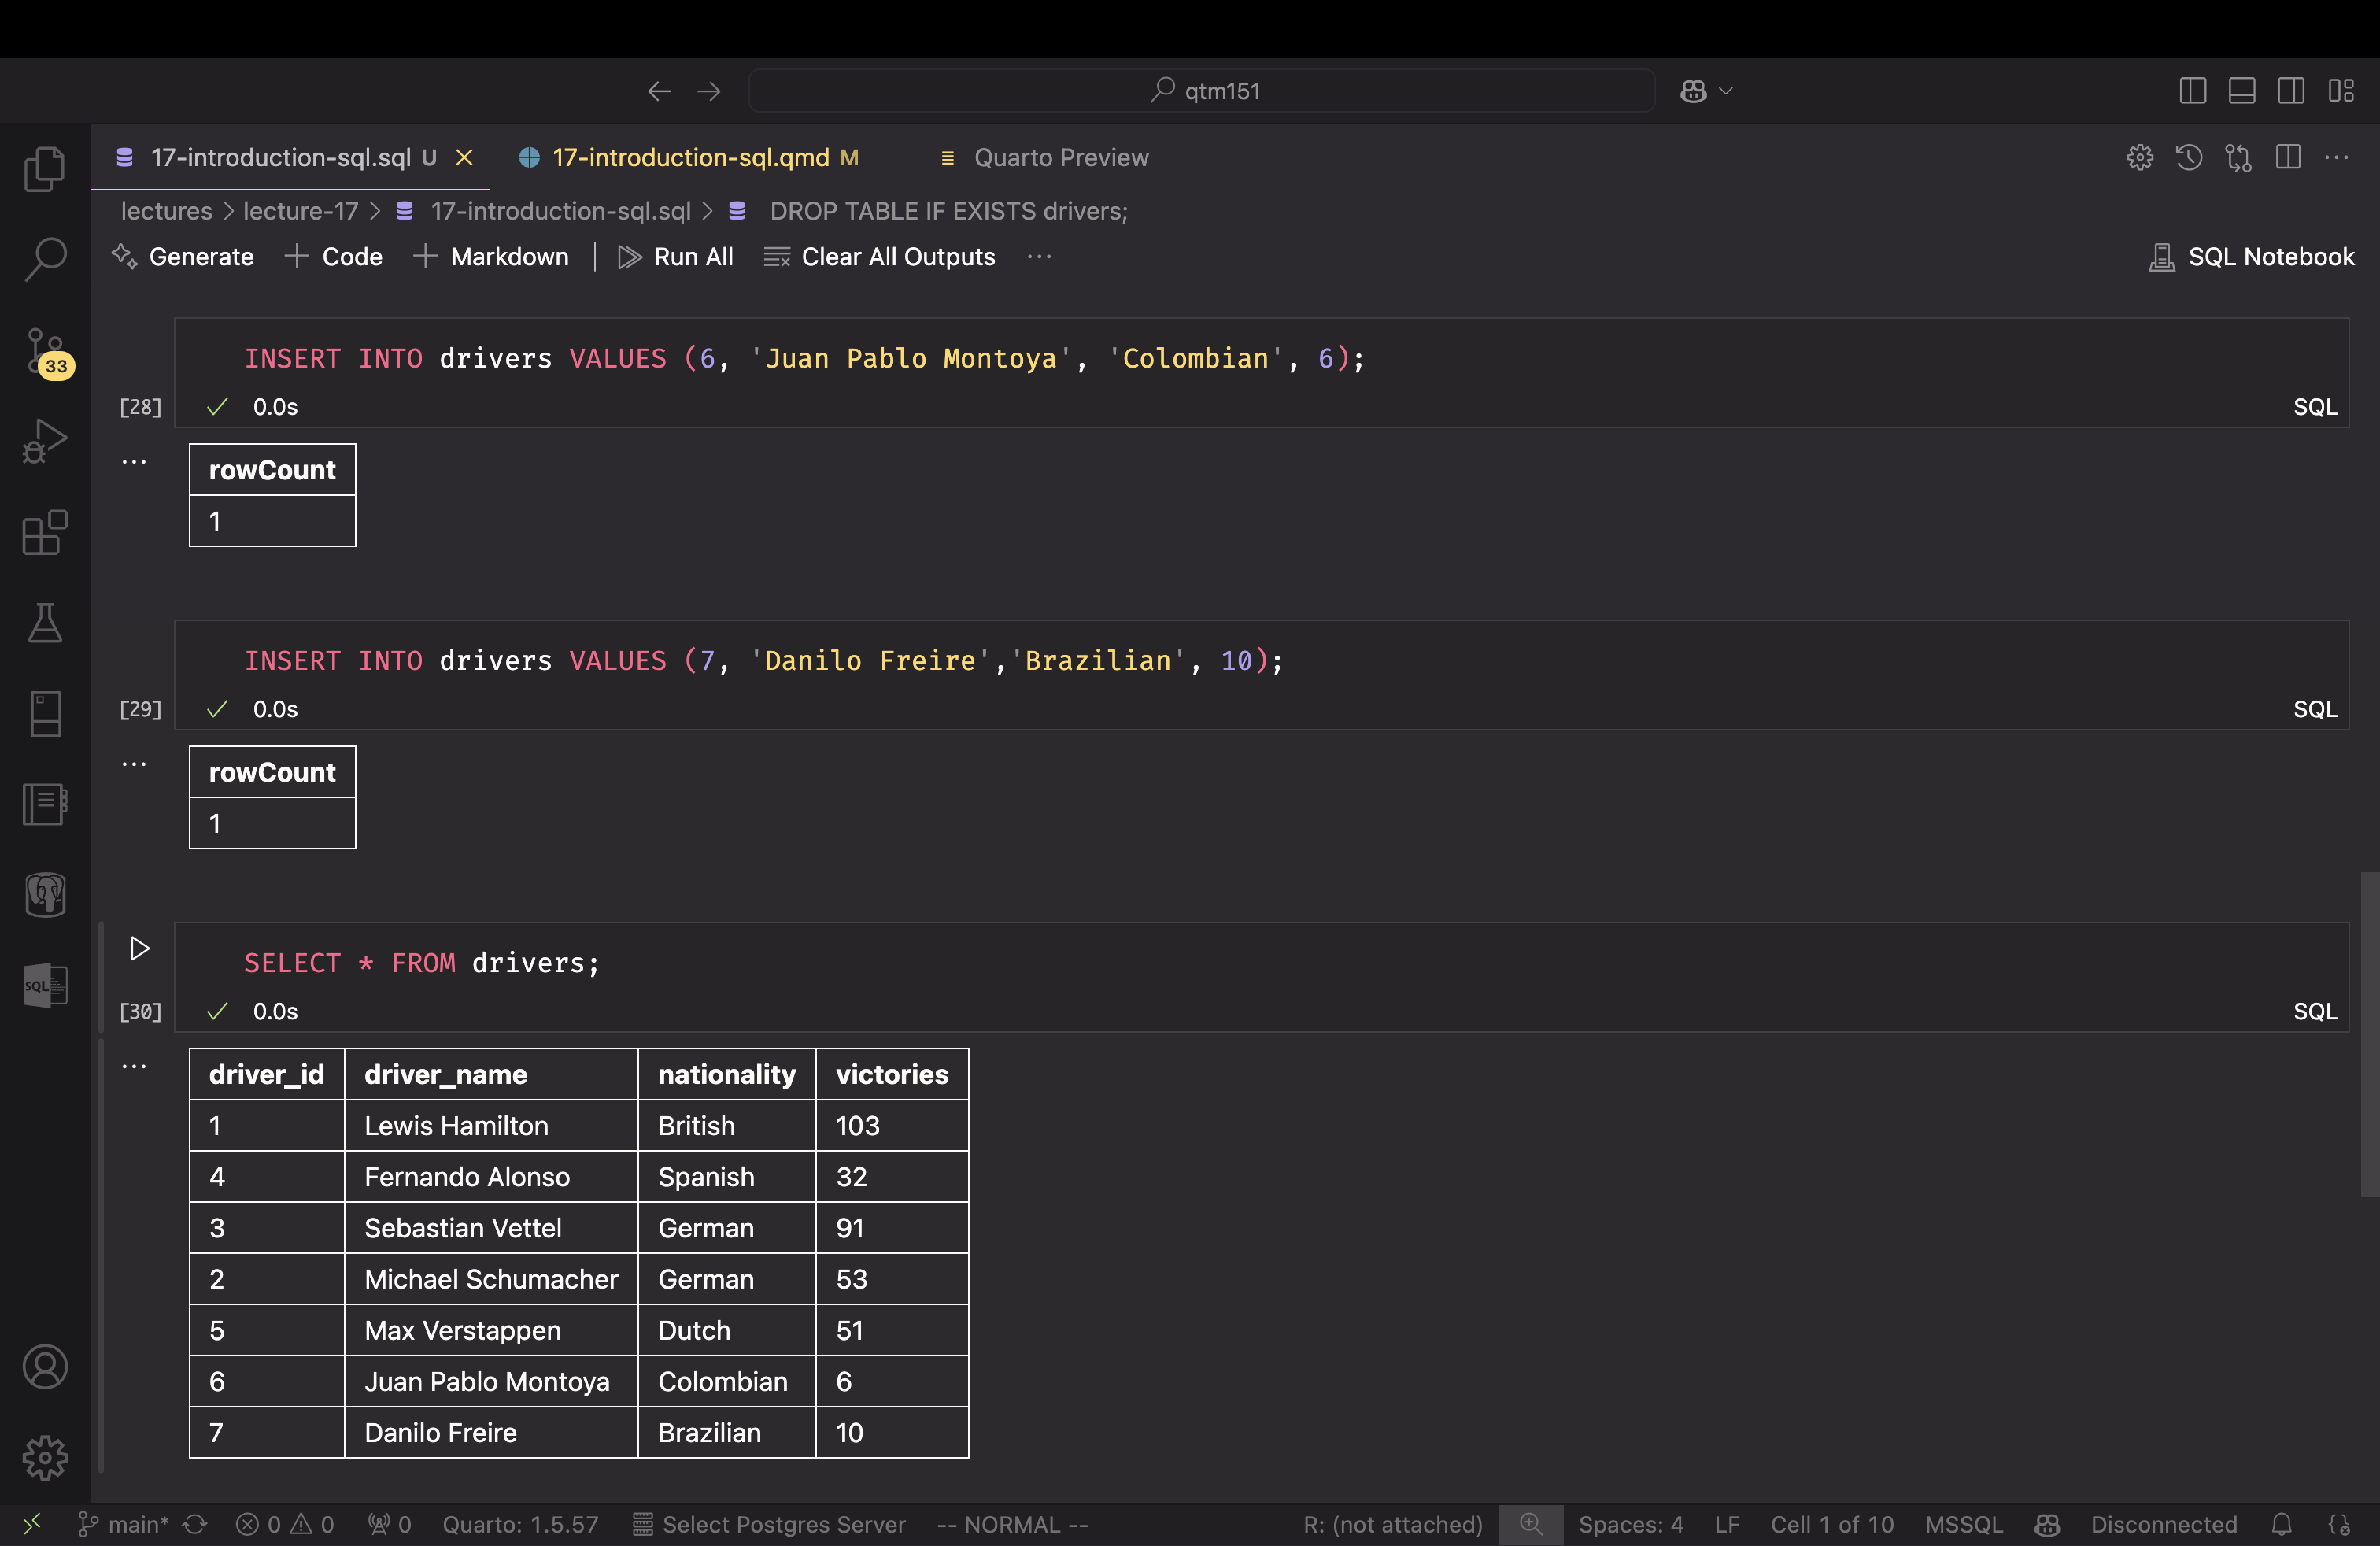 qtm151
17-introduction-sql.sql U
17-introduction-sql.qmd M
Quarto Preview
lectures > lecture-17 > 17-introduction-sql.sql > DROP TABLE IF EXISTS drivers;
Generate + Code + Markdown | Run All Clear All Outputs ...
SQL Notebook
33
INSERT INTO drivers VALUES (6, 'Juan Pablo Montoya', 'Colombian', 6);
[28] 0.0s SQL
rowCount
1
INSERT INTO drivers VALUES (7, 'Danilo Freire','Brazilian', 10);
[29] 0.0s SQL
rowCount
1
SELECT * FROM drivers;
[30] 0.0s SQL
SQL
driver_id driver_name nationality victories
1 Lewis Hamilton British 103
4 Fernando Alonso Spanish 32
3 Sebastian Vettel German 91
2 Michael Schumacher German 53
5 Max Verstappen Dutch 51
6 Juan Pablo Montoya Colombian 6
7 Danilo Freire Brazilian 10
main* 0 0 0 Quarto: 1.5.57 Select Postgres Server -- NORMAL -- R: (not attached) Spaces: 4 LF Cell 1 of 10 MSSQL Disconnected